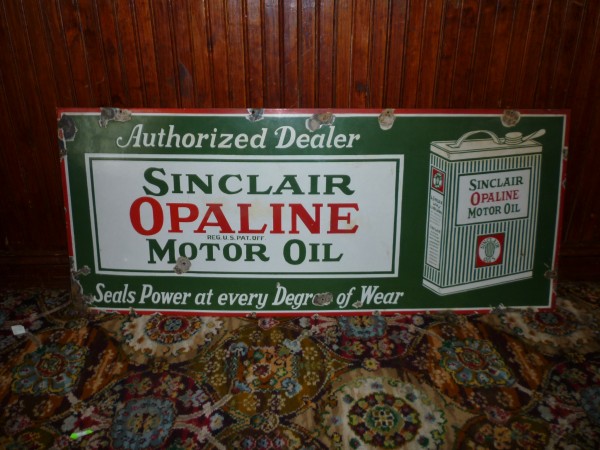 Authorized Dealer
SINCLAIR
OPALINE
REG. U.S. PAT. OFF.
MOTOR OIL
Seals Power at every Degree of Wear
SINCLAIR
OPALINE
MOTOR OIL